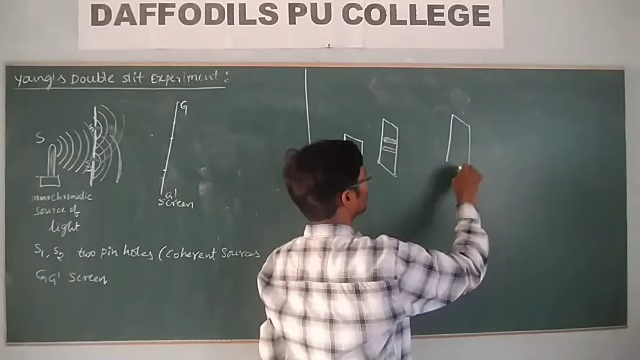 DAFFODILS PU COLLEGE
Young's Double slit Experiment:
G
S
G'
Screen
monochromatic
source of
light
S1, S2 two pin holes (coherent sources
G,G' Screen